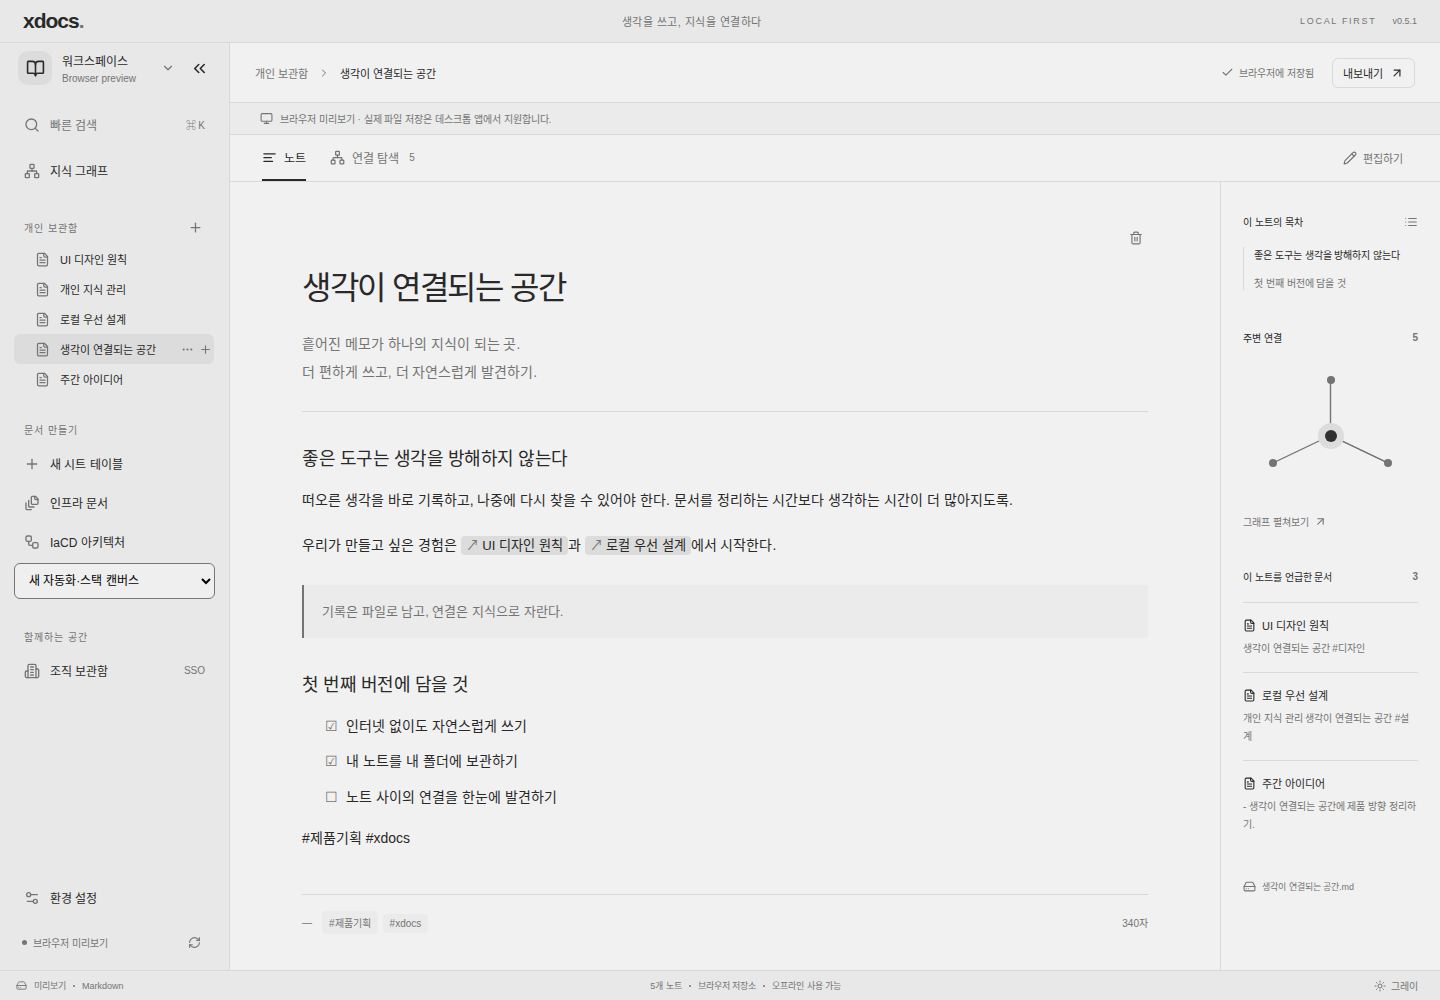 xdocs.
생각을 쓰고, 지식을 연결하다
LOCAL FIRST v0.5.1
워크스페이스
Browser preview
빠른 검색 ⌘K
지식 그래프
개인 보관함
UI 디자인 원칙
개인 지식 관리
로컬 우선 설계
생각이 연결되는 공간
주간 아이디어
문서 만들기
새 시트 테이블
인프라 문서
IaCD 아키텍처
새 자동화·스택 캔버스
함께하는 공간
조직 보관함 SSO
환경 설정
브라우저 미리보기
개인 보관함 > 생각이 연결되는 공간
브라우저에 저장됨
내보내기
브라우저 미리보기 · 실제 파일 저장은 데스크톱 앱에서 지원합니다.
노트
연결 탐색 5
편집하기
생각이 연결되는 공간
흩어진 메모가 하나의 지식이 되는 곳.
더 편하게 쓰고, 더 자연스럽게 발견하기.
좋은 도구는 생각을 방해하지 않는다
떠오른 생각을 바로 기록하고, 나중에 다시 찾을 수 있어야 한다. 문서를 정리하는 시간보다 생각하는 시간이 더 많아지도록.
우리가 만들고 싶은 경험은 ↗ UI 디자인 원칙과 ↗ 로컬 우선 설계에서 시작한다.
기록은 파일로 남고, 연결은 지식으로 자란다.
첫 번째 버전에 담을 것
☑ 인터넷 없이도 자연스럽게 쓰기
☑ 내 노트를 내 폴더에 보관하기
☐ 노트 사이의 연결을 한눈에 발견하기
#제품기획 #xdocs
— #제품기획 #xdocs
340자
이 노트의 목차
좋은 도구는 생각을 방해하지 않는다
첫 번째 버전에 담을 것
주변 연결 5
그래프 펼쳐보기
이 노트를 언급한 문서 3
UI 디자인 원칙
생각이 연결되는 공간 #디자인
로컬 우선 설계
개인 지식 관리 생각이 연결되는 공간 #설
계
주간 아이디어
- 생각이 연결되는 공간에 제품 방향 정리하
기.
생각이 연결되는 공간.md
미리보기 • Markdown
5개 노트 • 브라우저 저장소 • 오프라인 사용 가능
그레이